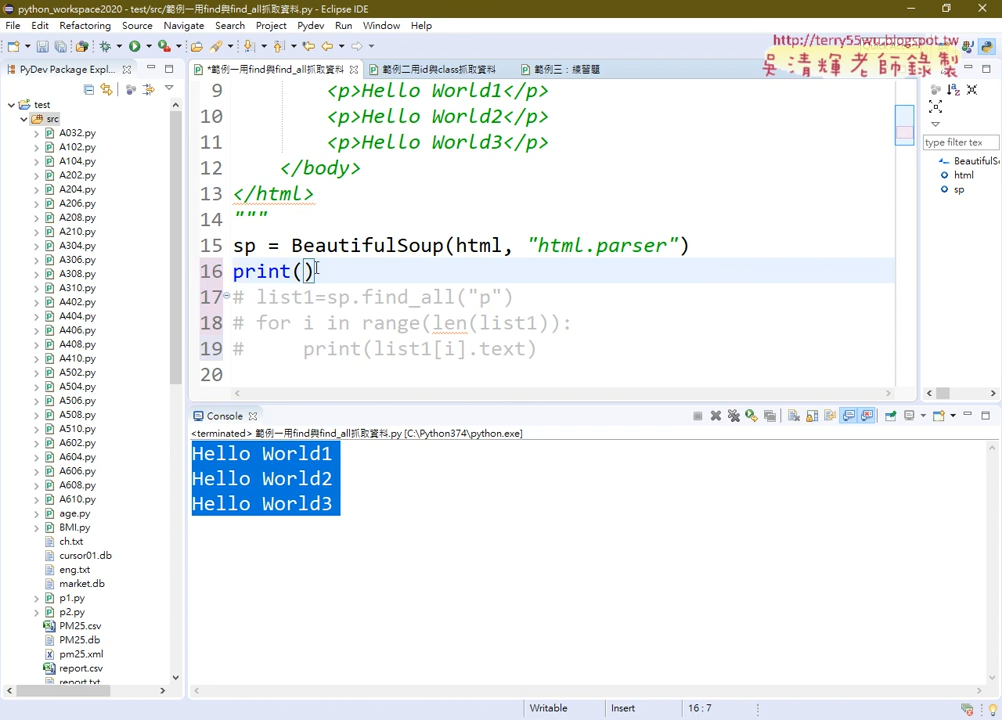 python_workspace2020 - test/src/範例一用find與find_all抓取資料.py - Eclipse IDE
File Edit Refactoring Source Navigate Search Project Pydev Run Window Help
http://terry55wu.blogspot.tw
吳清輝老師錄製
PyDev Package Expl...
*範例一用find與find_all抓取資料
範例二用id與class抓取資料
範例三：練習題
test
src
A032.py
A102.py
A104.py
A202.py
A204.py
A206.py
A208.py
A210.py
A304.py
A306.py
A308.py
A310.py
A402.py
A404.py
A406.py
A408.py
A410.py
A502.py
A504.py
A506.py
A508.py
A510.py
A602.py
A604.py
A606.py
A608.py
A610.py
age.py
BMI.py
ch.txt
cursor01.db
eng.txt
market.db
p1.py
p2.py
PM25.csv
PM25.db
pm25.xml
report.csv
report.txt
9 <p>Hello World1</p>
10 <p>Hello World2</p>
11 <p>Hello World3</p>
12 </body>
13 </html>
14 """
15 sp = BeautifulSoup(html, "html.parser")
16 print()
17 # list1=sp.find_all("p")
18 # for i in range(len(list1)):
19 # print(list1[i].text)
20
type filter tex
BeautifulSo
html
sp
Console
<terminated> 範例一用find與find_all抓取資料.py [C:\Python374\python.exe]
Hello World1
Hello World2
Hello World3
Writable Insert 16 : 7